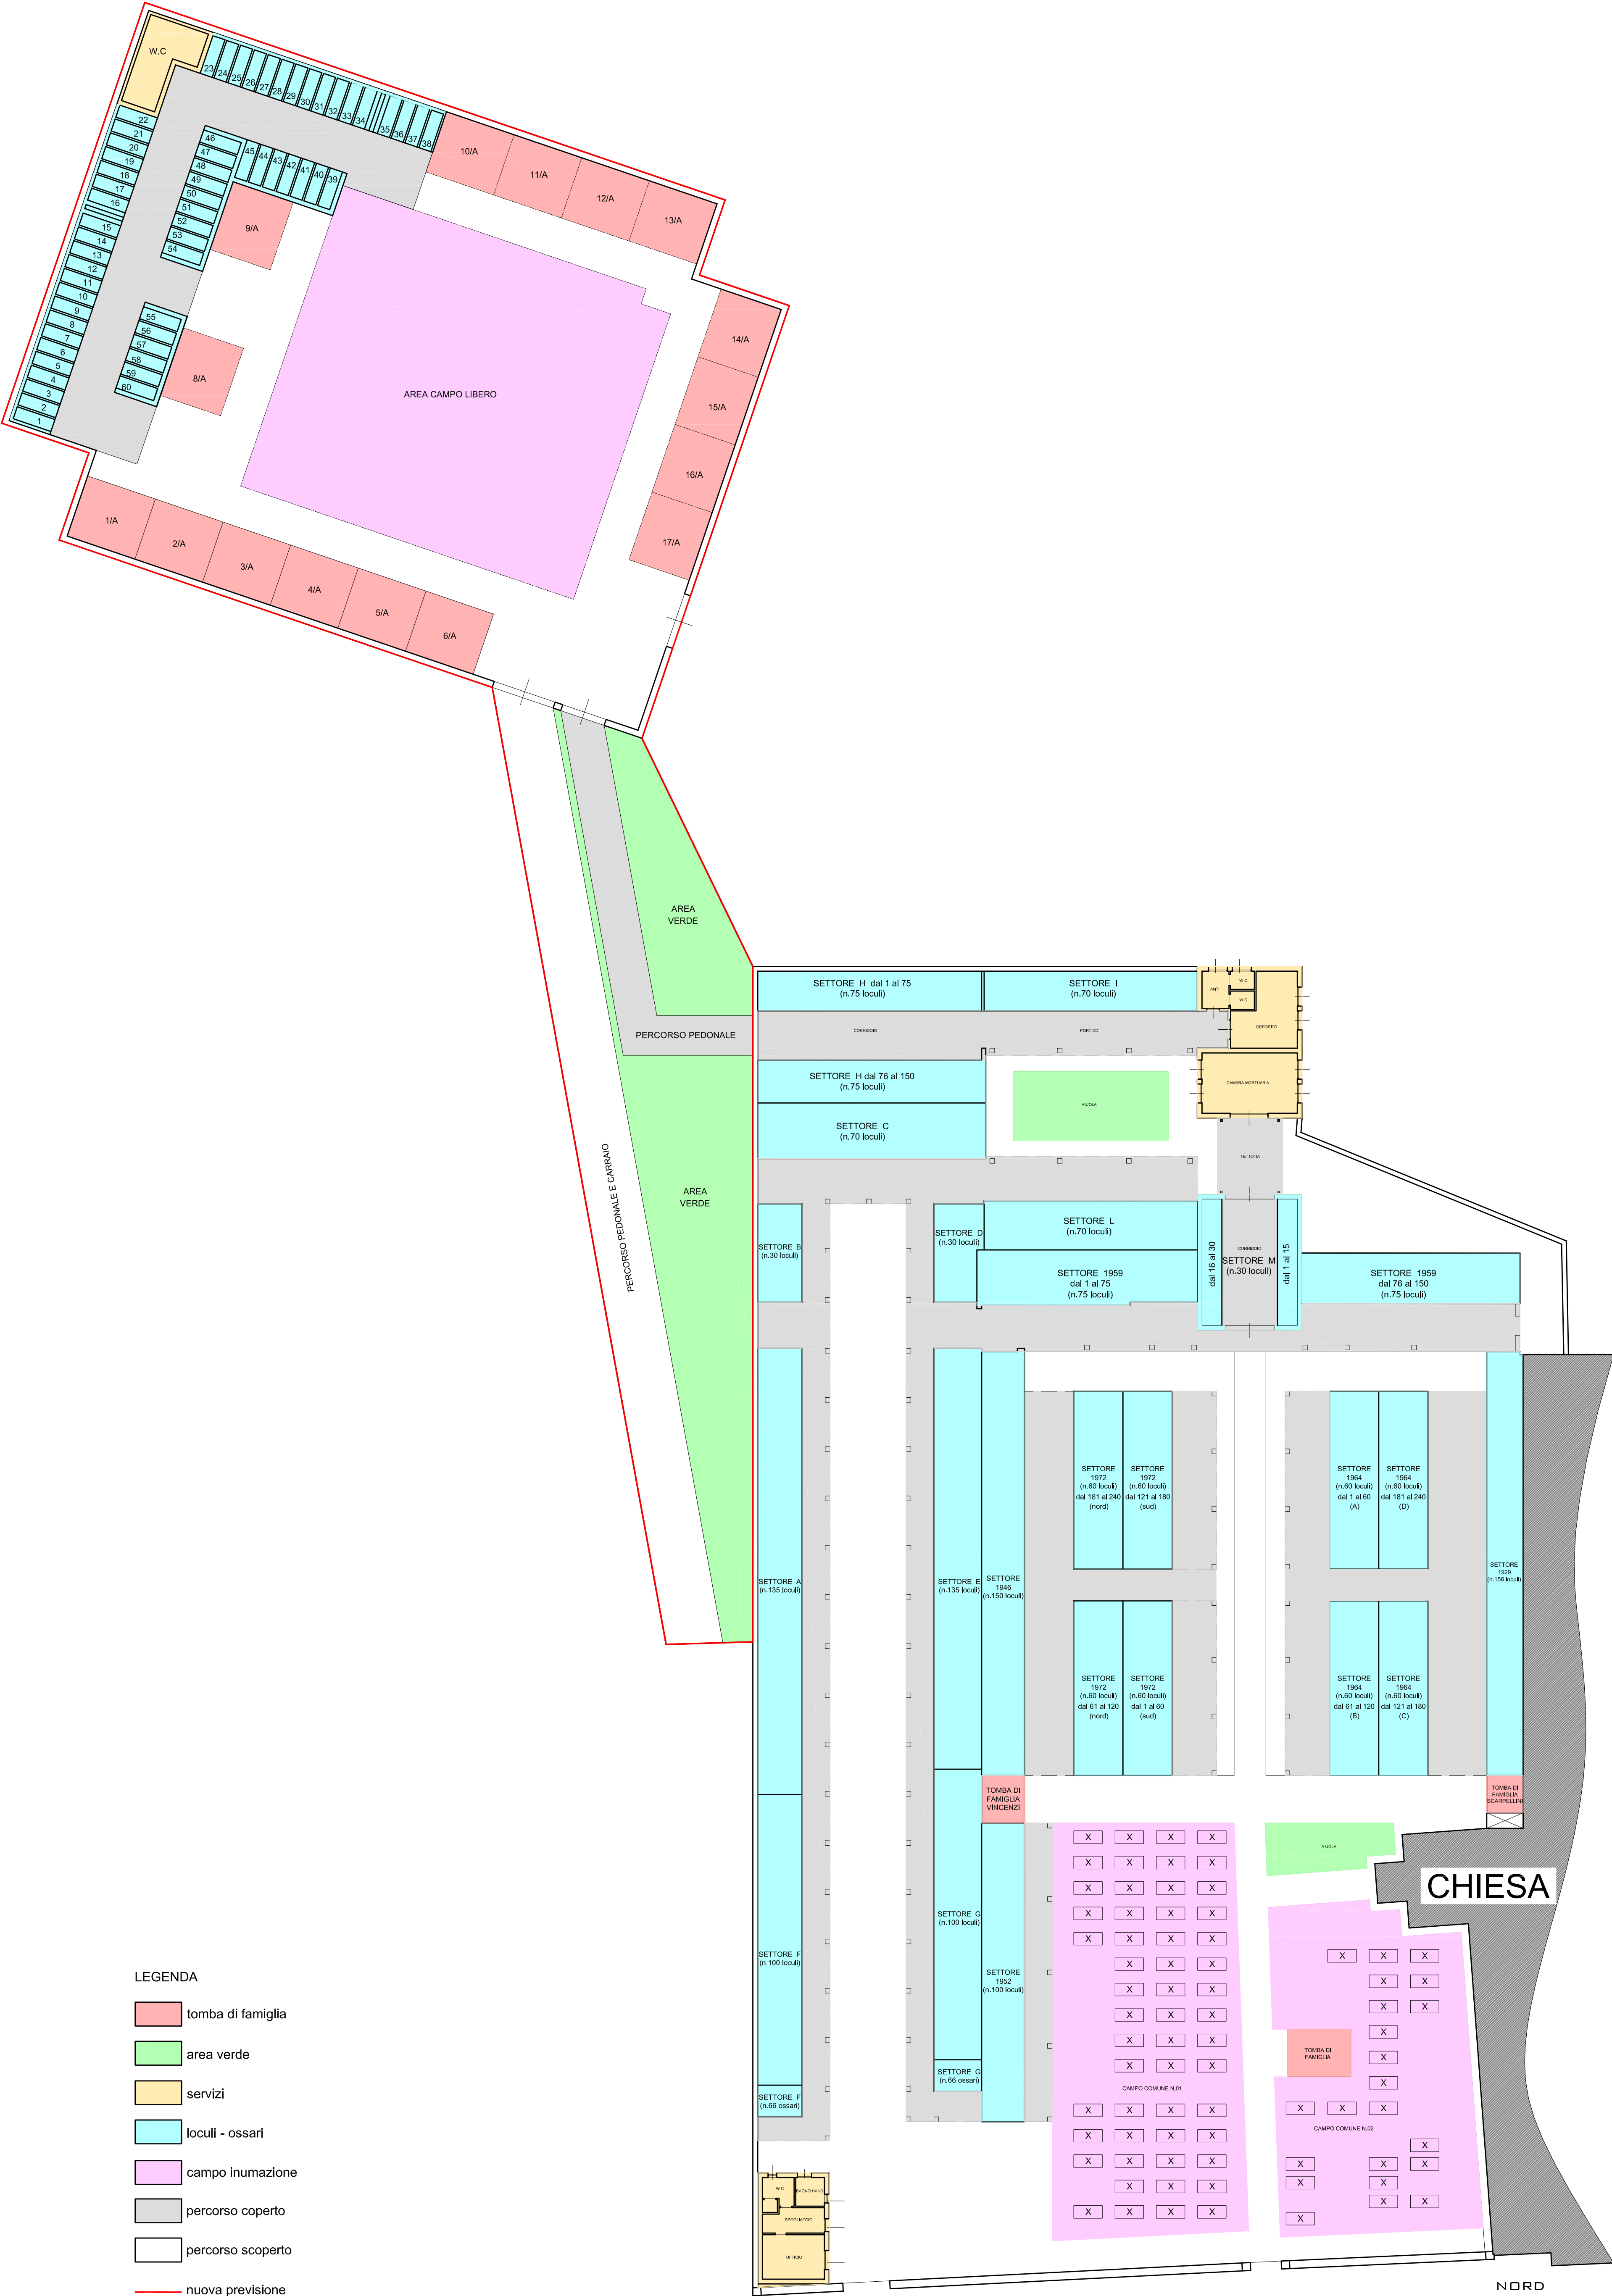 W.C
23
24
25
26
27
28
29
30
31
32
33
34
35
36
37
38
22
21
20
19
18
17
16
15
14
13
12
11
10
9
8
7
6
5
4
3
2
1
46
47
48
49
50
51
52
53
54
45
44
43
42
41
40
39
55
56
57
58
59
60
10/A
11/A
12/A
13/A
9/A
8/A
14/A
15/A
16/A
17/A
AREA CAMPO LIBERO
1/A
2/A
3/A
4/A
5/A
6/A
AREA
VERDE
PERCORSO PEDONALE
PERCORSO PEDONALE E CARRAIO
AREA
VERDE
SETTORE H dal 1 al 75
(n.75 loculi)
SETTORE I
(n.70 loculi)
ANTI
W.C.
W.C.
DEPOSITO
CORRIDOIO
PORTICO
SETTORE H dal 76 al 150
(n.75 loculi)
AIUOLA
CAMERA MORTUARIA
SETTORE C
(n.70 loculi)
TETTOIA
SETTORE B
(n.30 loculi)
SETTORE D
(n.30 loculi)
SETTORE L
(n.70 loculi)
SETTORE 1959
dal 1 al 75
(n.75 loculi)
dal 16 al 30
CORRIDOIO
SETTORE M
(n.30 loculi)
dal 1 al 15
SETTORE 1959
dal 76 al 150
(n.75 loculi)
SETTORE
1972
(n.60 loculi)
dal 181 al 240
(nord)
SETTORE
1972
(n.60 loculi)
dal 121 al 180
(sud)
SETTORE
1964
(n.60 loculi)
dal 1 al 60
(A)
SETTORE
1964
(n.60 loculi)
dal 181 al 240
(D)
SETTORE A
(n.135 loculi)
SETTORE E
(n.135 loculi)
SETTORE
1946
(n.150 loculi)
SETTORE
1929
(n.156 loculi)
SETTORE
1972
(n.60 loculi)
dal 61 al 120
(nord)
SETTORE
1972
(n.60 loculi)
dal 1 al 60
(sud)
SETTORE
1964
(n.60 loculi)
dal 61 al 120
(B)
SETTORE
1964
(n.60 loculi)
dal 121 al 180
(C)
TOMBA DI
FAMIGLIA
VINCENZI
TOMBA DI
FAMIGLIA
SCARPELLINI
X X X X
X X X X
X X X X
X X X X
X X X X
X X X
X X X
X X X
X X X
X X X
CAMPO COMUNE N.01
X X X X
X X X X
X X X X
X X X
X X X X
AIUOLA
CHIESA
SETTORE F
(n.100 loculi)
SETTORE G
(n.100 loculi)
SETTORE
1952
(n.100 loculi)
X X X
X X
X X
X
X
X
TOMBA DI
FAMIGLIA
X X X
CAMPO COMUNE N.02
X
X X X
X X
X X
X
SETTORE F
(n.66 ossari)
SETTORE G
(n.66 ossari)
W.C.
BAGNO HAND
SPOGLIATOIO
UFFICIO
LEGENDA
tomba di famiglia
area verde
servizi
loculi - ossari
campo inumazione
percorso coperto
percorso scoperto
nuova previsione
NORD